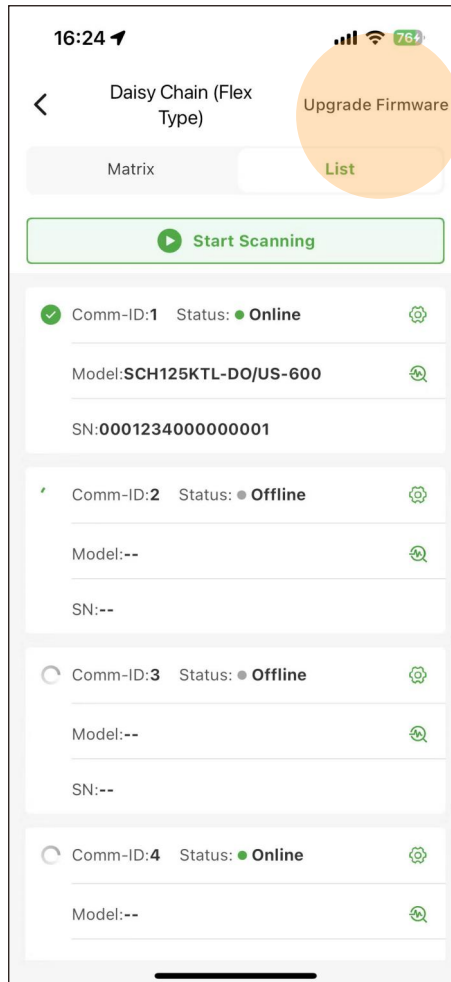 16:24
76
Daisy Chain (Flex
Type)
Upgrade Firmware
Matrix
List
Start Scanning
Comm-ID:1 Status: Online
Model:SCH125KTL-DO/US-600
SN:0001234000000001
Comm-ID:2 Status: Offline
Model:--
SN:--
Comm-ID:3 Status: Offline
Model:--
SN:--
Comm-ID:4 Status: Online
Model:--